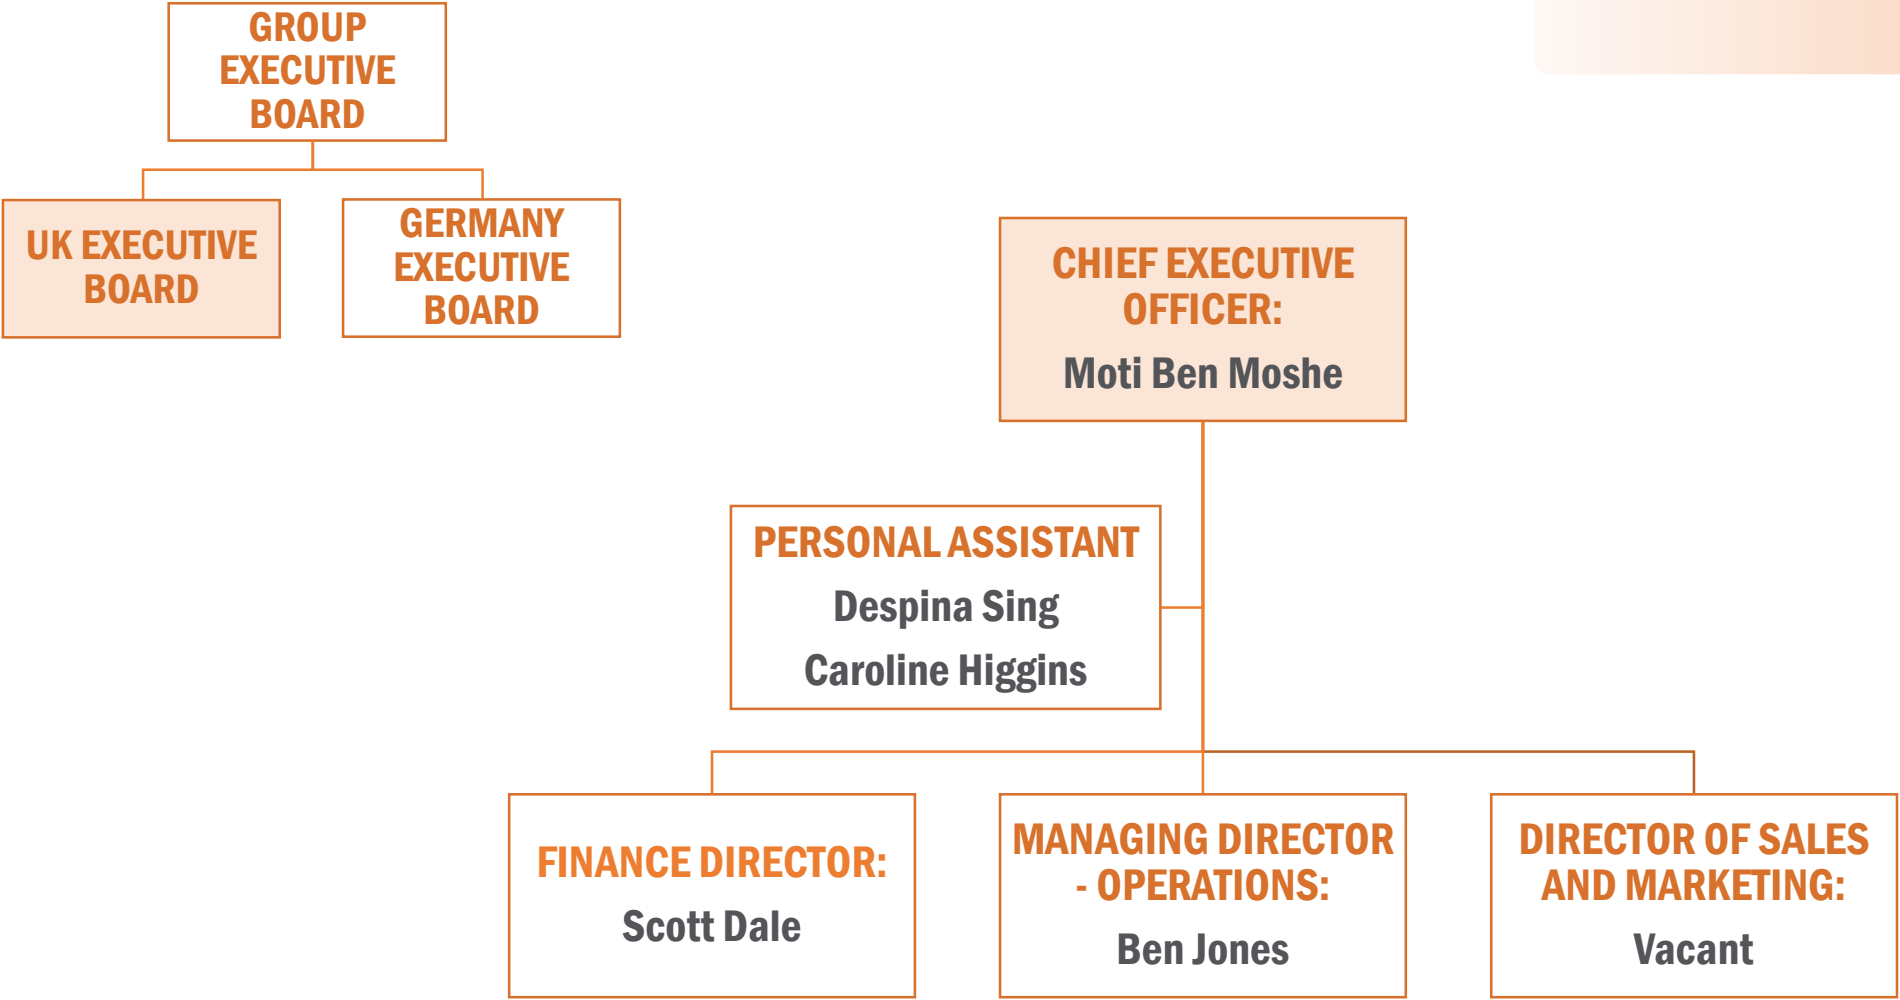 GROUP
EXECUTIVE
BOARD
UK EXECUTIVE
BOARD
GERMANY
EXECUTIVE
BOARD
CHIEF EXECUTIVE
OFFICER:
Moti Ben Moshe
PERSONAL ASSISTANT
Despina Sing
Caroline Higgins
FINANCE DIRECTOR:
Scott Dale
MANAGING DIRECTOR
- OPERATIONS:
Ben Jones
DIRECTOR OF SALES
AND MARKETING:
Vacant